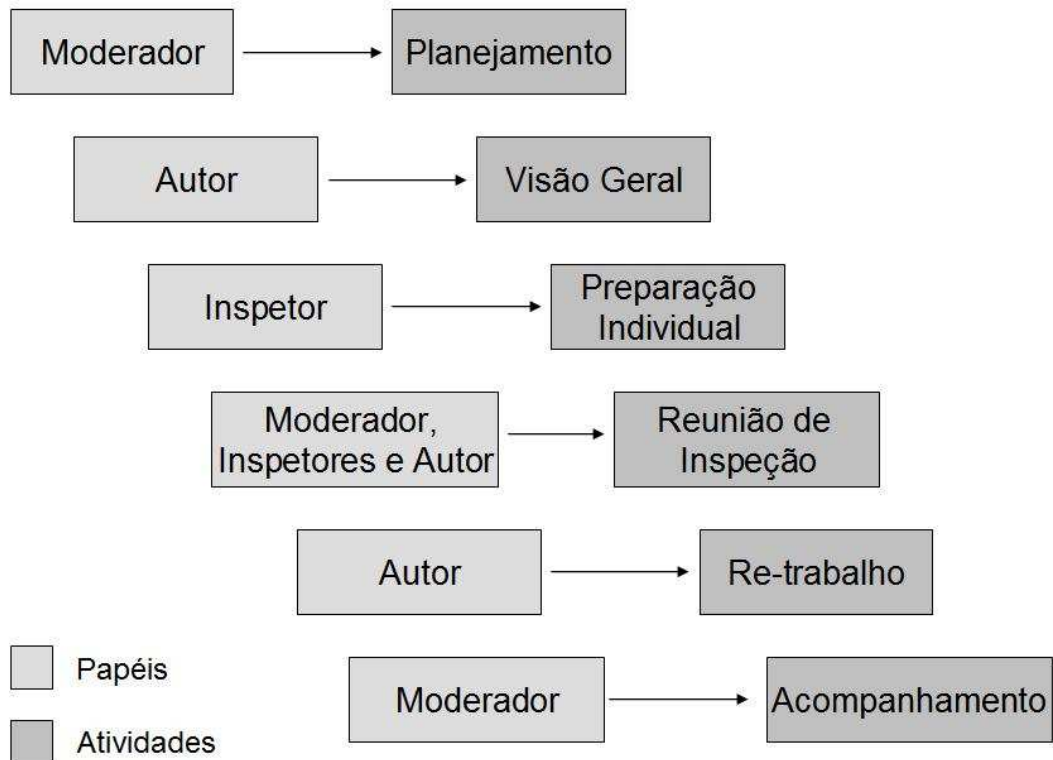 Moderador
Planejamento
Autor
Visão Geral
Inspetor
Preparação
Individual
Moderador,
Inspetores e Autor
Reunião de
Inspeção
Autor
Re-trabalho
Papéis
Moderador
Acompanhamento
Atividades